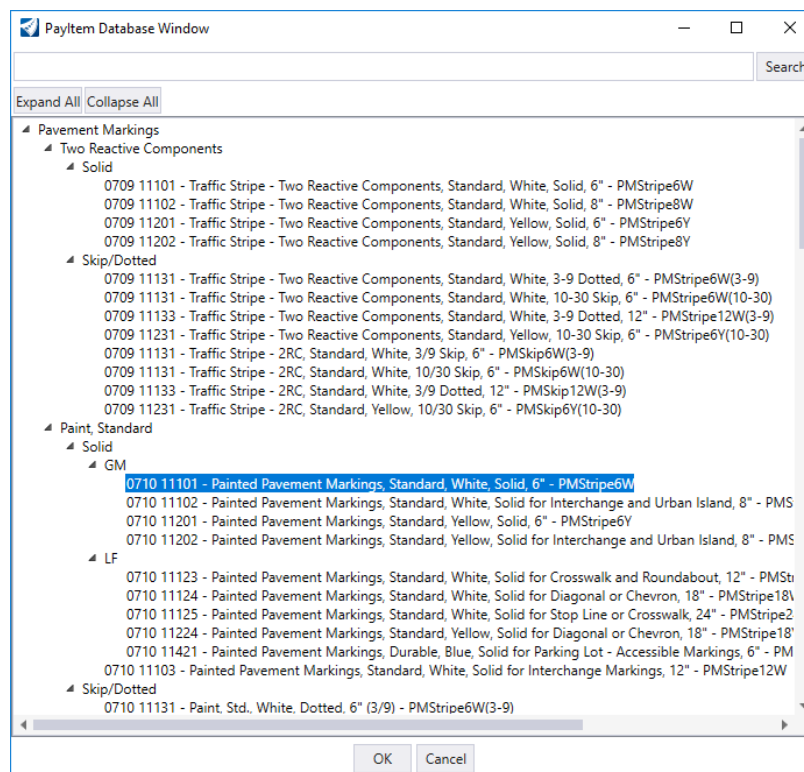 PayItem Database Window
Search
Expand All Collapse All
Pavement Markings
Two Reactive Components
Solid
0709 11101 - Traffic Stripe - Two Reactive Components, Standard, White, Solid, 6" - PMStripe6W
0709 11102 - Traffic Stripe - Two Reactive Components, Standard, White, Solid, 8" - PMStripe8W
0709 11201 - Traffic Stripe - Two Reactive Components, Standard, Yellow, Solid, 6" - PMStripe6Y
0709 11202 - Traffic Stripe - Two Reactive Components, Standard, Yellow, Solid, 8" - PMStripe8Y
Skip/Dotted
0709 11131 - Traffic Stripe - Two Reactive Components, Standard, White, 3-9 Dotted, 6" - PMStripe6W(3-9)
0709 11131 - Traffic Stripe - Two Reactive Components, Standard, White, 10-30 Skip, 6" - PMStripe6W(10-30)
0709 11133 - Traffic Stripe - Two Reactive Components, Standard, White, 3-9 Dotted, 12" - PMStripe12W(3-9)
0709 11231 - Traffic Stripe - Two Reactive Components, Standard, Yellow, 10-30 Skip, 6" - PMStripe6Y(10-30)
0709 11131 - Traffic Stripe - 2RC, Standard, White, 3/9 Skip, 6" - PMSkip6W(3-9)
0709 11131 - Traffic Stripe - 2RC, Standard, White, 10/30 Skip, 6" - PMSkip6W(10-30)
0709 11133 - Traffic Stripe - 2RC, Standard, White, 3/9 Dotted, 12" - PMSkip12W(3-9)
0709 11231 - Traffic Stripe - 2RC, Standard, Yellow, 10/30 Skip, 6" - PMSkip6Y(10-30)
Paint, Standard
Solid
GM
0710 11101 - Painted Pavement Markings, Standard, White, Solid, 6" - PMStripe6W
0710 11102 - Painted Pavement Markings, Standard, White, Solid for Interchange and Urban Island, 8" - PMS
0710 11201 - Painted Pavement Markings, Standard, Yellow, Solid, 6" - PMStripe6Y
0710 11202 - Painted Pavement Markings, Standard, Yellow, Solid for Interchange and Urban Island, 8" - PMS
LF
0710 11123 - Painted Pavement Markings, Standard, White, Solid for Crosswalk and Roundabout, 12" - PMStri
0710 11124 - Painted Pavement Markings, Standard, White, Solid for Diagonal or Chevron, 18" - PMStripe18W
0710 11125 - Painted Pavement Markings, Standard, White, Solid for Stop Line or Crosswalk, 24" - PMStripe2
0710 11224 - Painted Pavement Markings, Standard, Yellow, Solid for Diagonal or Chevron, 18" - PMStripe18
0710 11421 - Painted Pavement Markings, Durable, Blue, Solid for Parking Lot - Accessible Markings, 6" - PM
0710 11103 - Painted Pavement Markings, Standard, White, Solid for Interchange Markings, 12" - PMStripe12W
Skip/Dotted
0710 11131 - Paint, Std., White, Dotted, 6" (3/9) - PMStripe6W(3-9)
OK Cancel